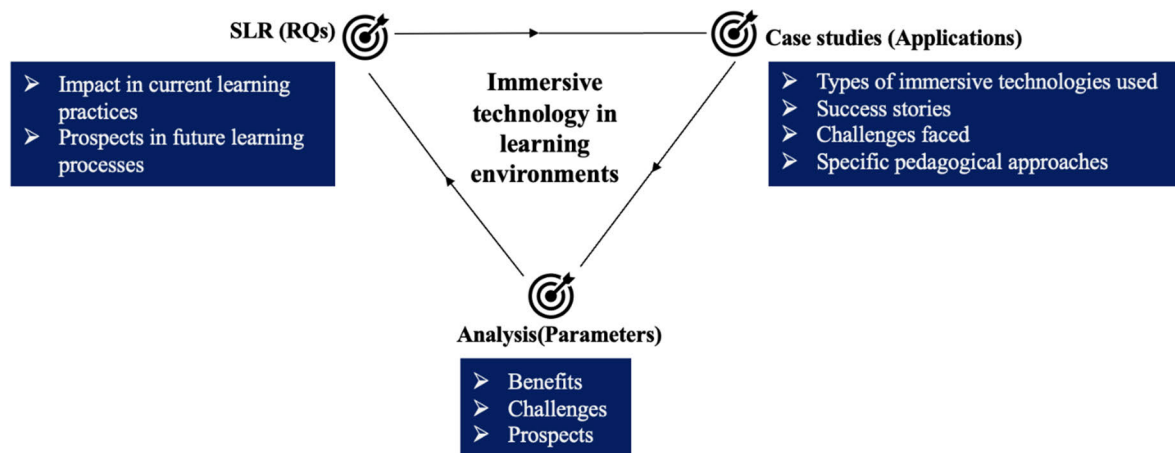 SLR (RQs)
➢ Impact in current learning
practices
➢ Prospects in future learning
processes
Immersive
technology in
learning
environments
Case studies (Applications)
➢ Types of immersive technologies used
➢ Success stories
➢ Challenges faced
➢ Specific pedagogical approaches
Analysis(Parameters)
➢ Benefits
➢ Challenges
➢ Prospects